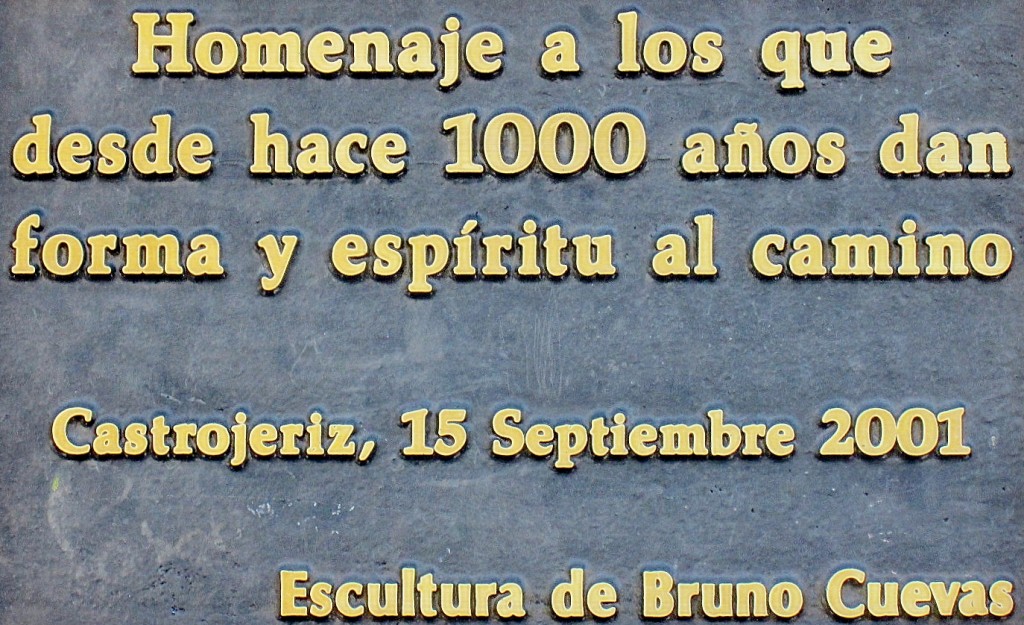 Homenaje a los que
desde hace 1000 años dan
forma y espíritu al camino
Castrojeriz, 15 Septiembre 2001
Escultura de Bruno Cuevas